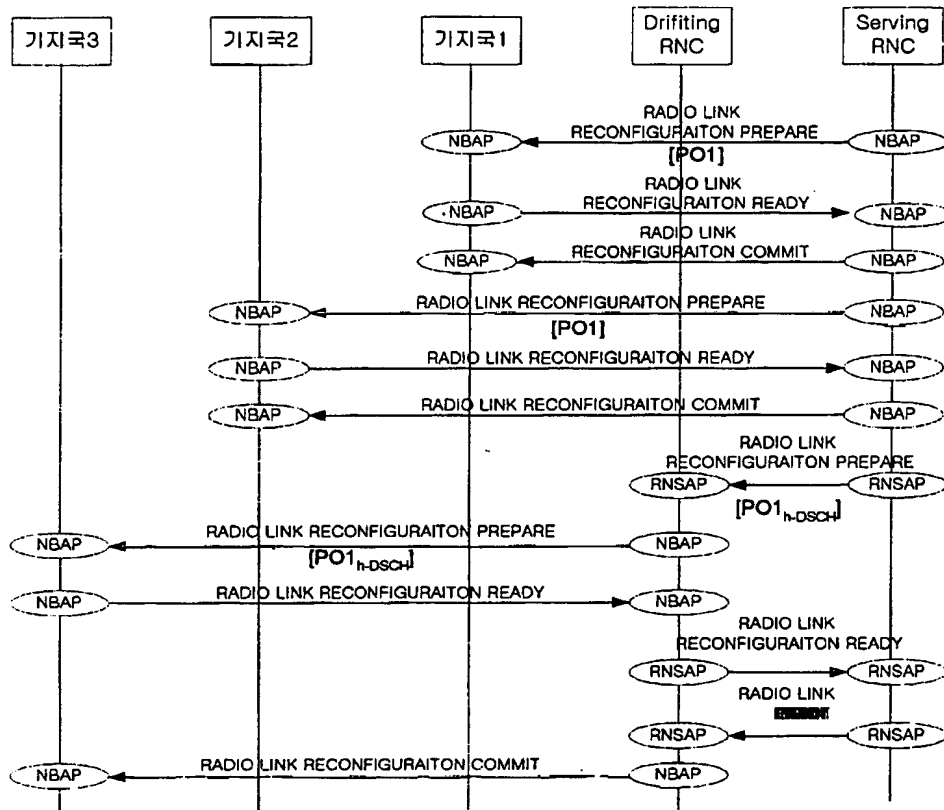 기지국3
기지국2
기지국1
Drifiting
RNC
Serving
RNC
RADIO LINK
RECONFIGURAITON PREPARE
NBAP
NBAP
[PO1]
RADIO LINK
RECONFIGURAITON READY
NBAP
NBAP
RADIO LINK
RECONFIGURAITON COMMIT
NBAP
NBAP
RADIO LINK RECONFIGURAITON PREPARE
NBAP
NBAP
[PO1]
RADIO LINK RECONFIGURAITON READY
NBAP
NBAP
RADIO LINK RECONFIGURAITON COMMIT
NBAP
NBAP
RADIO LINK
RECONFIGURAITON PREPARE
RNSAP
RNSAP
[PO1h-DSCH]
RADIO LINK RECONFIGURAITON PREPARE
NBAP
NBAP
[PO1h-DSCH]
RADIO LINK RECONFIGURAITON READY
NBAP
NBAP
RADIO LINK
RECONFIGURAITON READY
RNSAP
RNSAP
RADIO LINK
RNSAP
RNSAP
RADIO LINK RECONFIGURAITON COMMIT
NBAP
NBAP